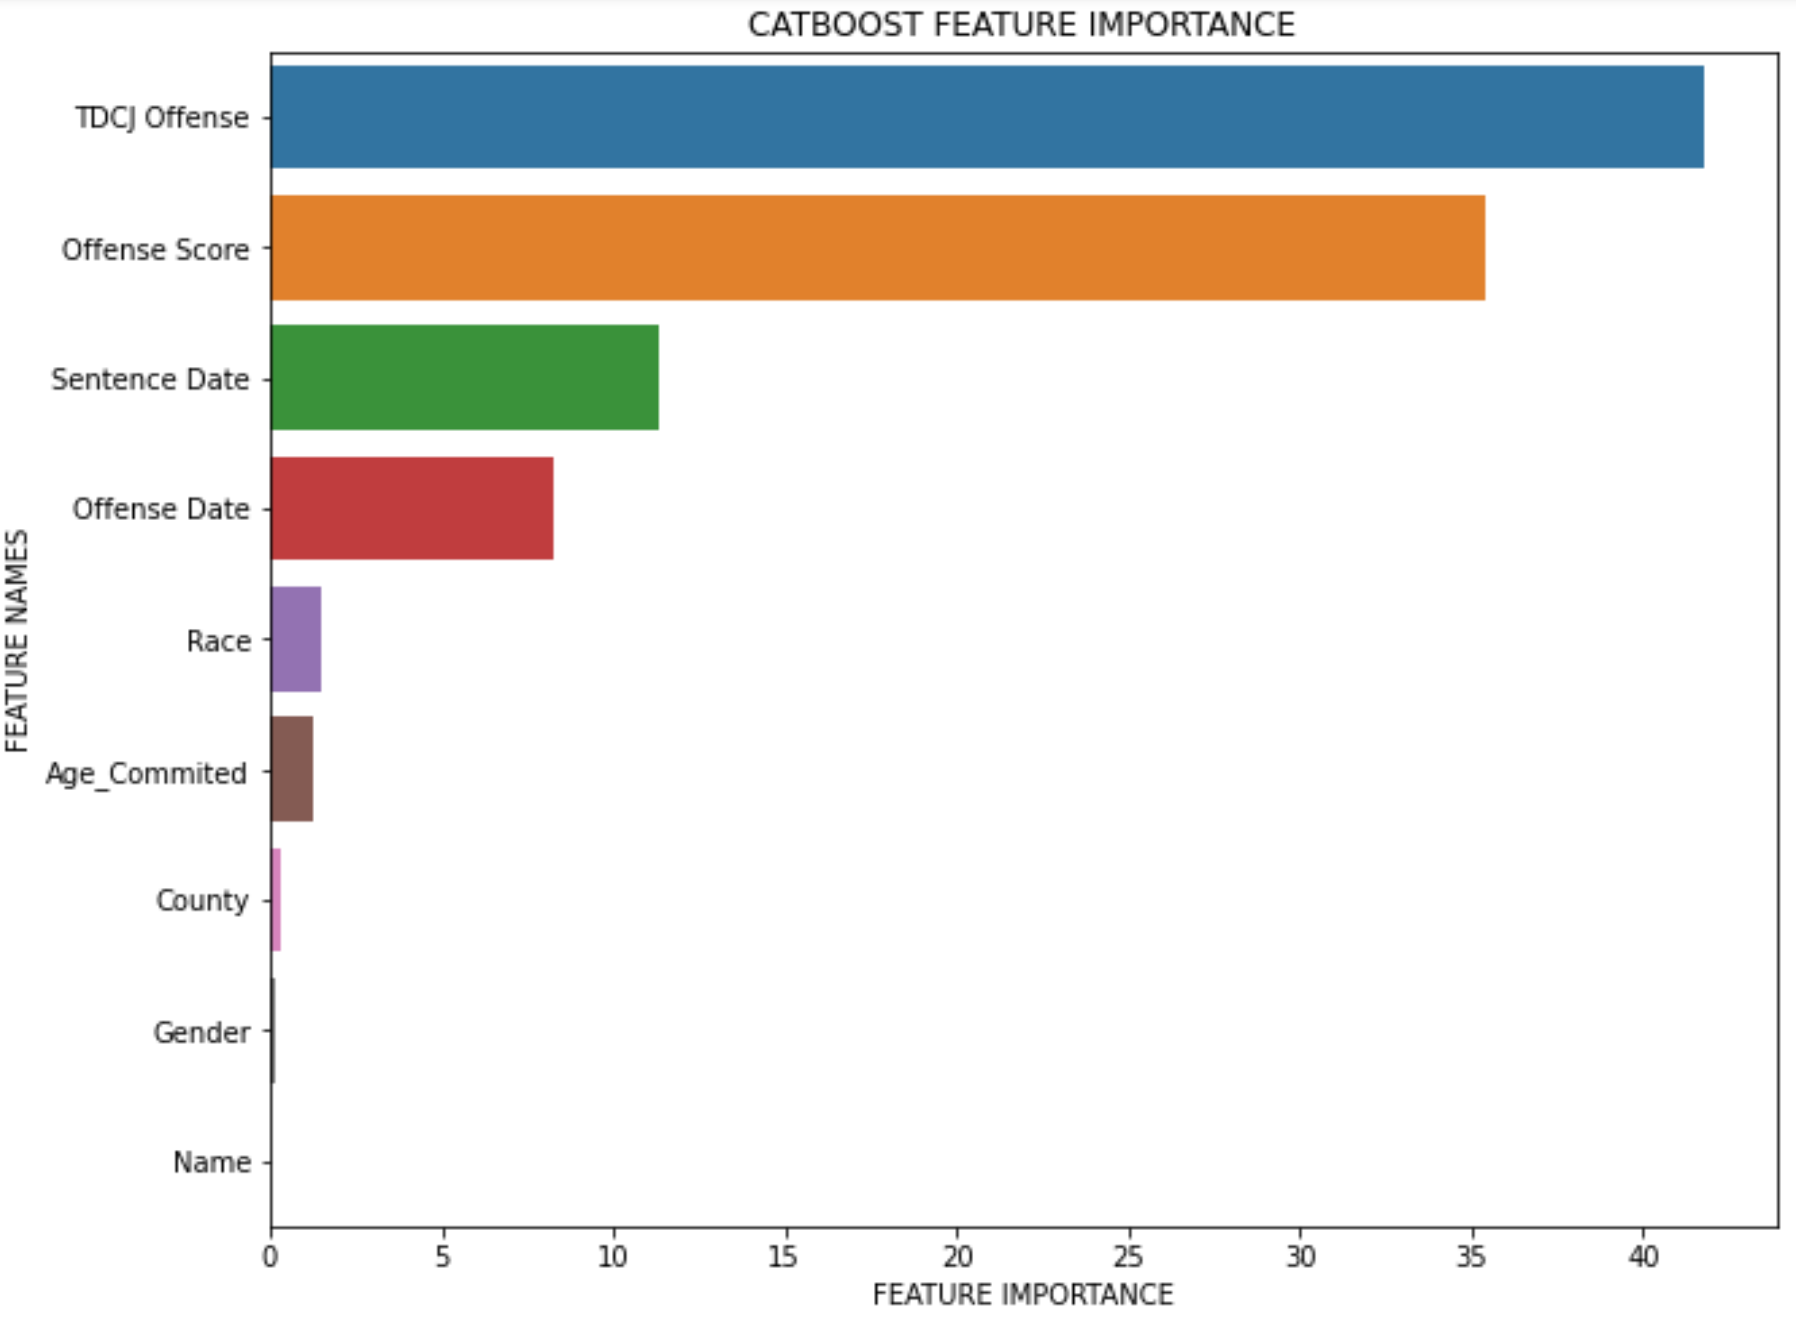 CATBOOST FEATURE IMPORTANCE
TDCJ Offense
Offense Score
Sentence Date
Offense Date
Race
Age_Commited
County
Gender
Name
FEATURE NAMES
0 5 10 15 20 25 30 35 40
FEATURE IMPORTANCE